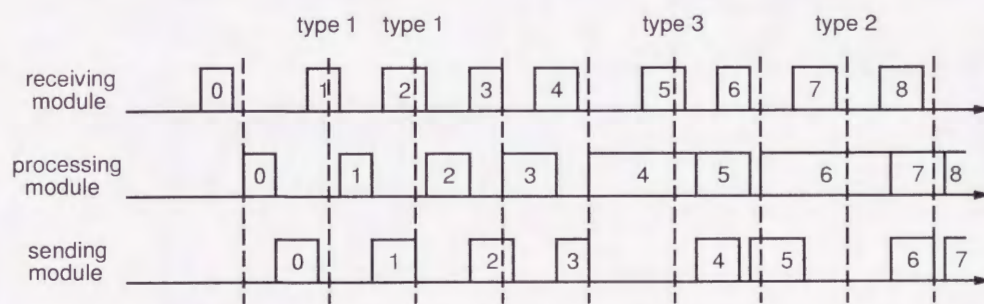 type 1 type 1 type 3 type 2
receiving
module
0 1 2 3 4 5 6 7 8
processing
module
0 1 2 3 4 5 6 7 8
sending
module
0 1 2 3 4 5 6 7